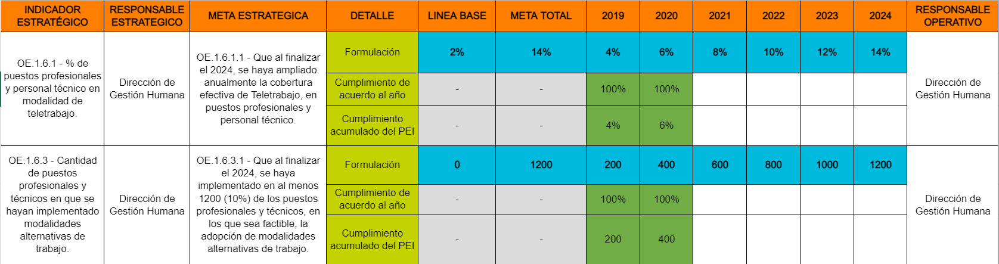 INDICADOR
ESTRATÉGICO
RESPONSABLE
ESTRATEGICO
META ESTRATEGICA
DETALLE
LINEA BASE
META TOTAL
2019
2020
2021
2022
2023
2024
RESPONSABLE
OPERATIVO
OE.1.6.1 - % de
puestos profesionales
y personal técnico en
modalidad de
teletrabajo.
Dirección de
Gestión Humana
OE.1.6.1.1 - Que al finalizar
el 2024, se haya ampliado
anualmente la cobertura
efectiva de Teletrabajo, en
puestos profesionales y
personal técnico.
Formulación
2%
14%
4%
6%
8%
10%
12%
14%
Cumplimiento de
acuerdo al año
-
-
100%
100%
Cumplimiento
acumulado del PEI
-
-
4%
6%
Dirección de
Gestión Humana
OE.1.6.3 - Cantidad
de puestos
profesionales y
técnicos en que se
hayan implementado
modalidades
alternativas de
trabajo.
Dirección de
Gestión Humana
OE.1.6.3.1 - Que al finalizar
el 2024, se haya
implementado en al menos
1200 (10%) de los puestos
profesionales y técnicos, en
los que sea factible, la
adopción de modalidades
alternativas de trabajo.
Formulación
0
1200
200
400
600
800
1000
1200
Cumplimiento de
acuerdo al año
-
-
100%
100%
Cumplimiento
acumulado del PEI
-
-
200
400
Dirección de
Gestión Humana